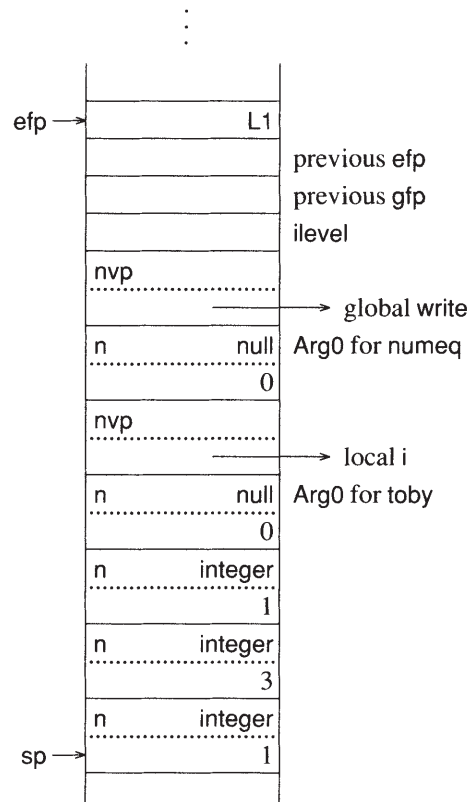 efp L1
previous efp
previous gfp
ilevel
nvp
global write
n null Arg0 for numeq
0
nvp
local i
n null Arg0 for toby
0
n integer
1
n integer
3
n integer
sp 1